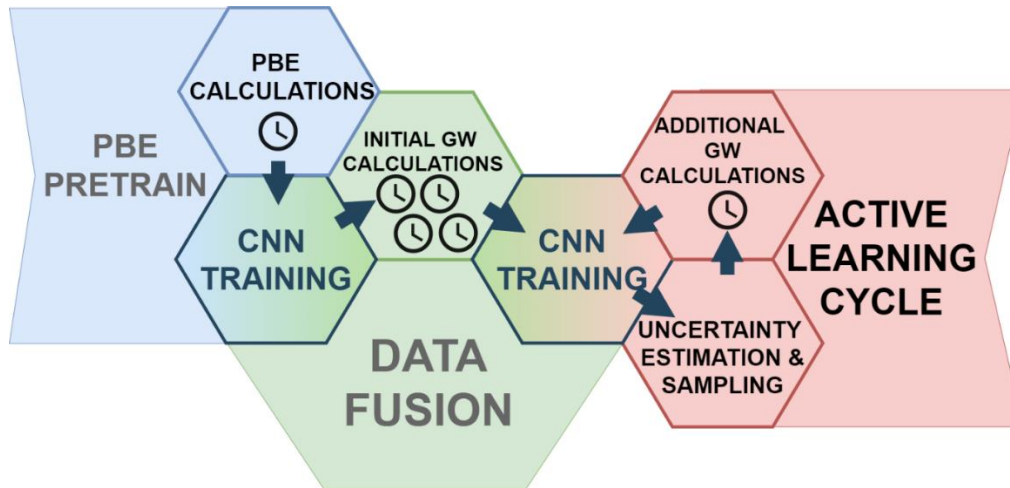 PBE
PRETRAIN
PBE
CALCULATIONS
CNN
TRAINING
INITIAL GW
CALCULATIONS
DATA
FUSION
CNN
TRAINING
ADDITIONAL
GW
CALCULATIONS
UNCERTAINTY
ESTIMATION &
SAMPLING
ACTIVE
LEARNING
CYCLE